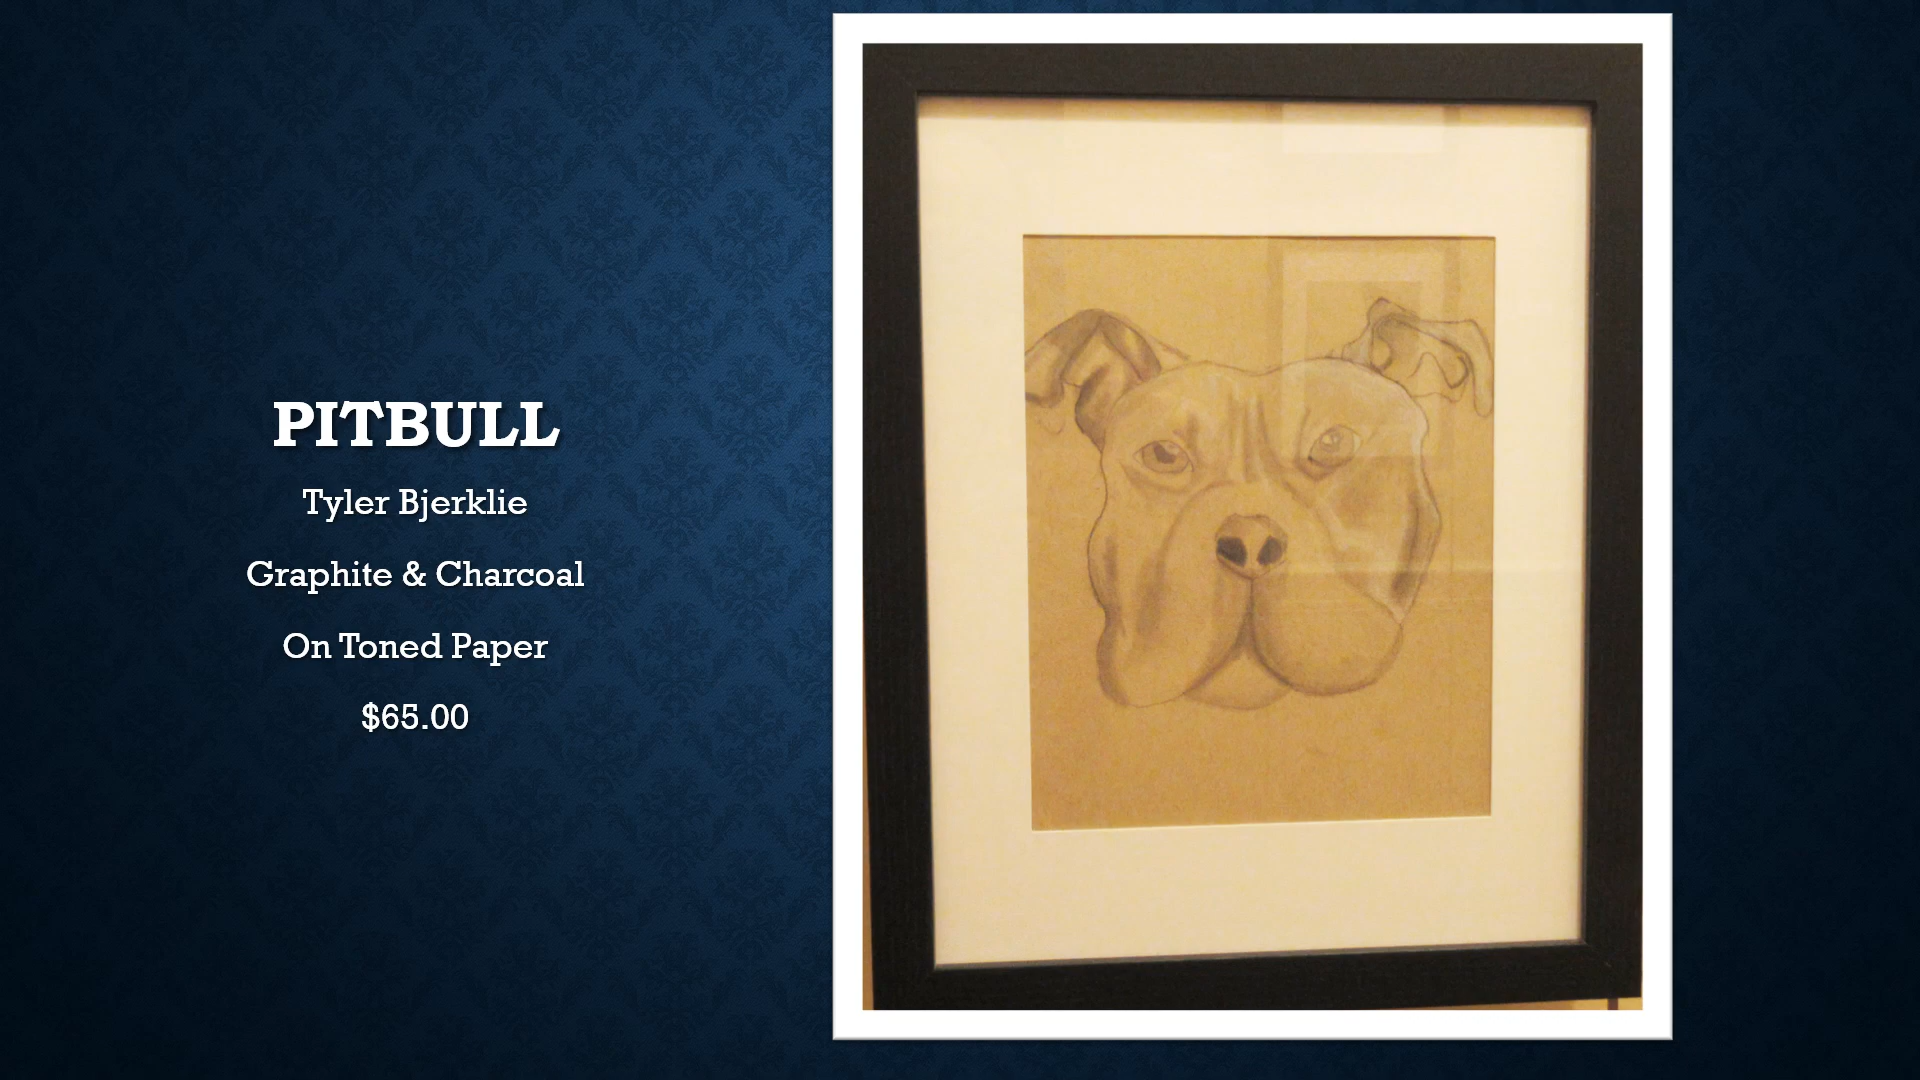 PITBULL
Tyler Bjerklie
Graphite & Charcoal
On Toned Paper
$65.00